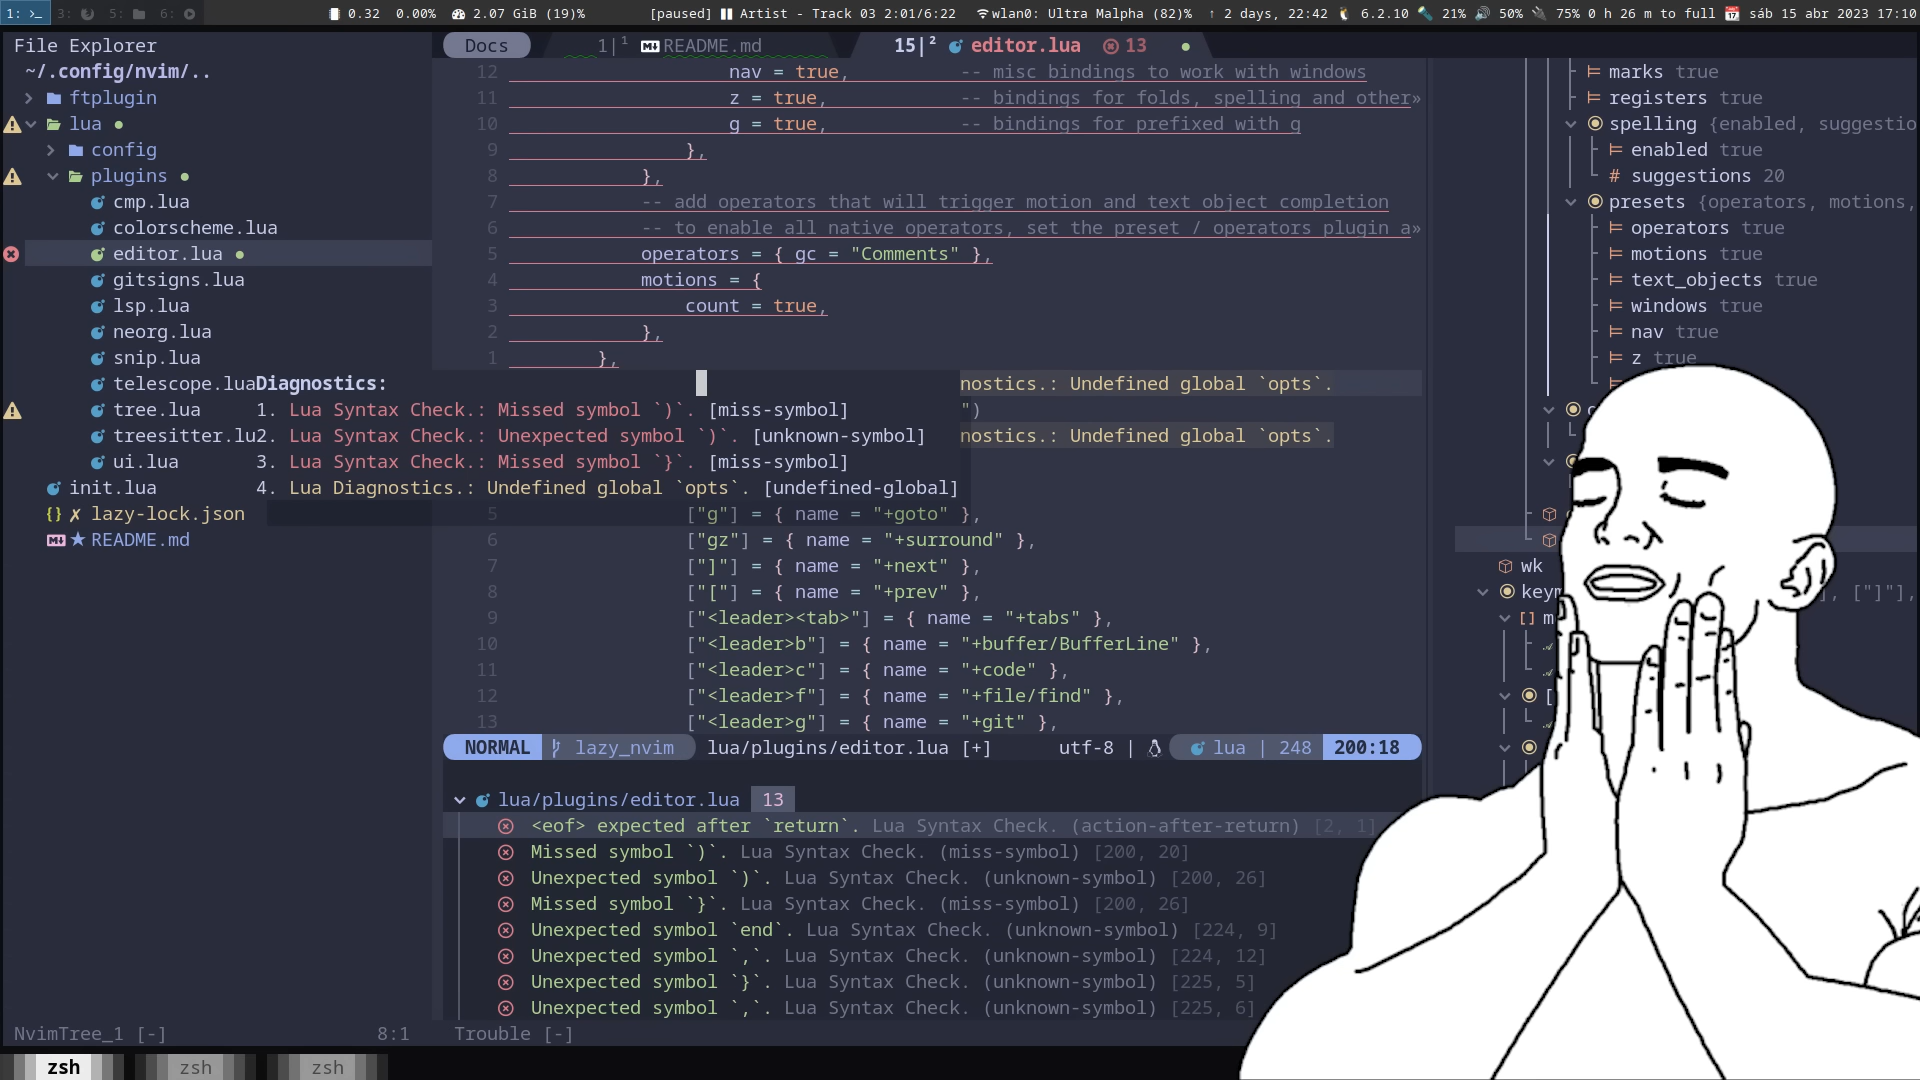 1: 3: 5: 6: 0.32 0.00% 2.07 GiB (19)% [paused] Artist - Track 03 2:01/6:22 wlan0: Ultra Malpha (82)% ↑ 2 days, 22:42 6.2.10 21% 50% 75% 0 h 26 m to full sáb 15 abr 2023 17:10
File Explorer
~/.config/nvim/..
ftplugin
lua
config
plugins
cmp.lua
colorscheme.lua
editor.lua
gitsigns.lua
lsp.lua
neorg.lua
snip.lua
telescope.lua
tree.lua
treesitter.lu
ui.lua
init.lua
{} ✗ lazy-lock.json
README.md
NvimTree_1 [-] 8:1
Docs 1|¹ README.md 15|² editor.lua 13
12 nav = true, -- misc bindings to work with windows
11 z = true, -- bindings for folds, spelling and other»
10 g = true, -- bindings for prefixed with g
9 },
8 },
7 -- add operators that will trigger motion and text object completion
6 -- to enable all native operators, set the preset / operators plugin a»
5 operators = { gc = "Comments" },
4 motions = {
3 count = true,
2 },
1 },
Diagnostics:
1. Lua Syntax Check.: Missed symbol `)`. [miss-symbol]
2. Lua Syntax Check.: Unexpected symbol `)`. [unknown-symbol]
3. Lua Syntax Check.: Missed symbol `}`. [miss-symbol]
4. Lua Diagnostics.: Undefined global `opts`. [undefined-global]
nostics.: Undefined global `opts`.
")
nostics.: Undefined global `opts`.
5 ["g"] = { name = "+goto" },
6 ["gz"] = { name = "+surround" },
7 ["]"] = { name = "+next" },
8 ["["] = { name = "+prev" },
9 ["<leader><tab>"] = { name = "+tabs" },
10 ["<leader>b"] = { name = "+buffer/BufferLine" },
11 ["<leader>c"] = { name = "+code" },
12 ["<leader>f"] = { name = "+file/find" },
13 ["<leader>g"] = { name = "+git" },
NORMAL lazy_nvim lua/plugins/editor.lua [+] utf-8 | lua | 248 200:18
lua/plugins/editor.lua 13
<eof> expected after `return`. Lua Syntax Check. (action-after-return) [2, 1]
Missed symbol `)`. Lua Syntax Check. (miss-symbol) [200, 20]
Unexpected symbol `)`. Lua Syntax Check. (unknown-symbol) [200, 26]
Missed symbol `}`. Lua Syntax Check. (miss-symbol) [200, 26]
Unexpected symbol `end`. Lua Syntax Check. (unknown-symbol) [224, 9]
Unexpected symbol `,`. Lua Syntax Check. (unknown-symbol) [224, 12]
Unexpected symbol `}`. Lua Syntax Check. (unknown-symbol) [225, 5]
Unexpected symbol `,`. Lua Syntax Check. (unknown-symbol) [225, 6]
Trouble [-]
marks true
registers true
spelling {enabled, suggestio
enabled true
# suggestions 20
presets {operators, motions,
operators true
motions true
text_objects true
windows true
nav true
z true
wk
keym ], ["]"],
[] m
[
zsh zsh zsh